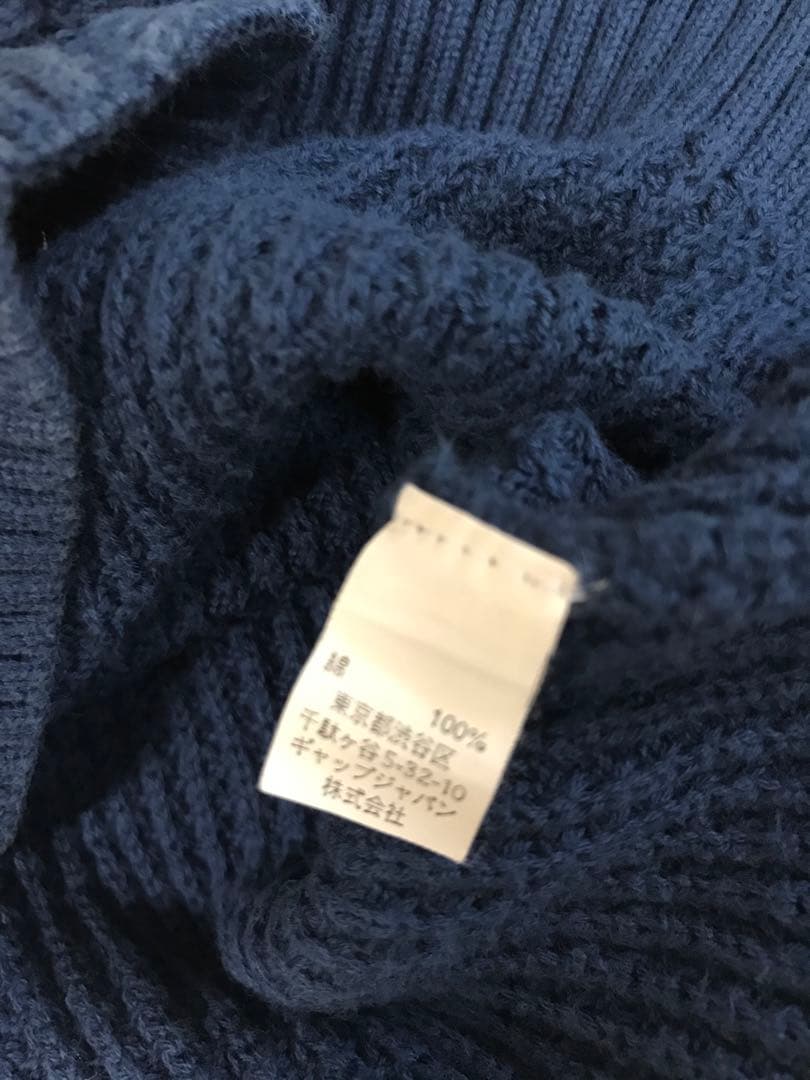 綿
100%
東京都渋谷区
千駄ヶ谷5-32-10
ギャップジャパン
株式会社